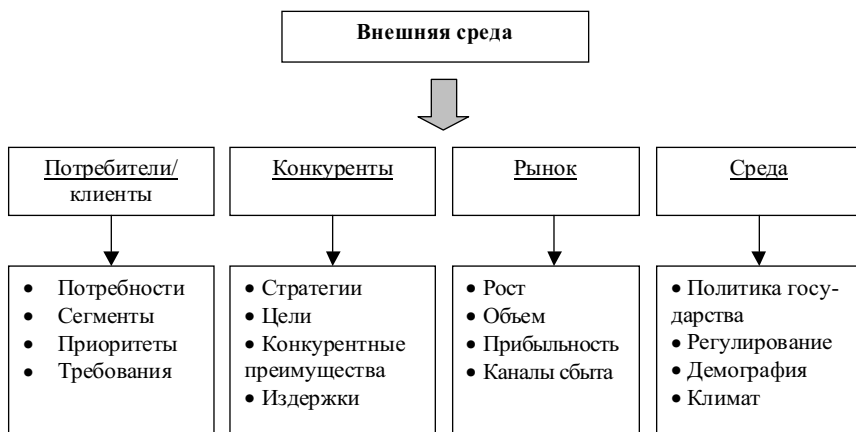 Внешняя среда
Потребители/
клиенты
Конкуренты
Рынок
Среда
• Потребности
• Сегменты
• Приоритеты
• Требования
• Стратегии
• Цели
• Конкурентные
преимущества
• Издержки
• Рост
• Объем
• Прибыльность
• Каналы сбыта
• Политика госу-
дарства
• Регулирование
• Демография
• Климат